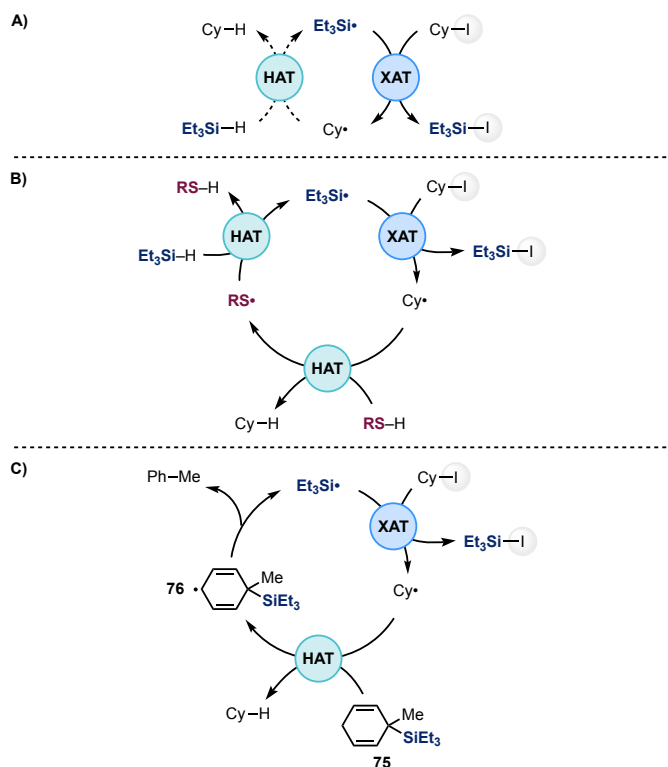 A)
Cy–H Et₃Si• Cy–I
HAT XAT
Et₃Si–H Cy• Et₃Si–I
B)
RS–H Et₃Si• Cy–I
HAT XAT
Et₃Si–H Et₃Si–I
RS• Cy•
HAT
Cy–H RS–H
C)
Ph–Me Et₃Si• Cy–I
XAT
Et₃Si–I
76 • Me
SiEt₃ Cy•
HAT
Cy–H Me
SiEt₃
75